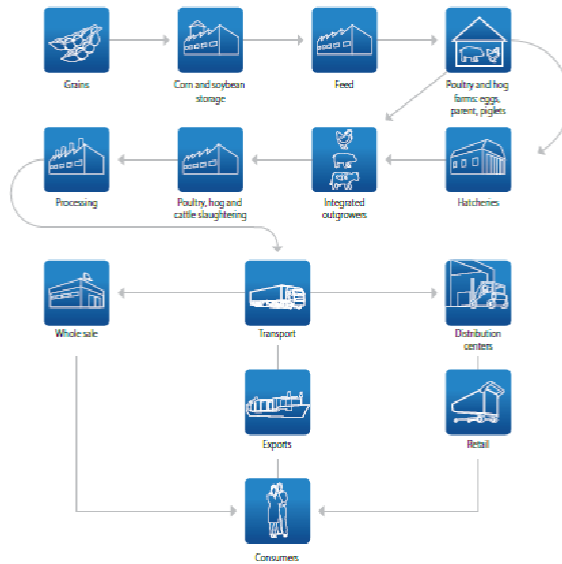 Grains
Corn and soybean
storage
Feed
Poultry and hog
farms: eggs,
parent, piglets
Processing
Poultry, hog and
cattle slaughtering
Integrated
outgrowers
Hatcheries
Whole sale
Transport
Distribution
centers
Exports
Retail
Consumers